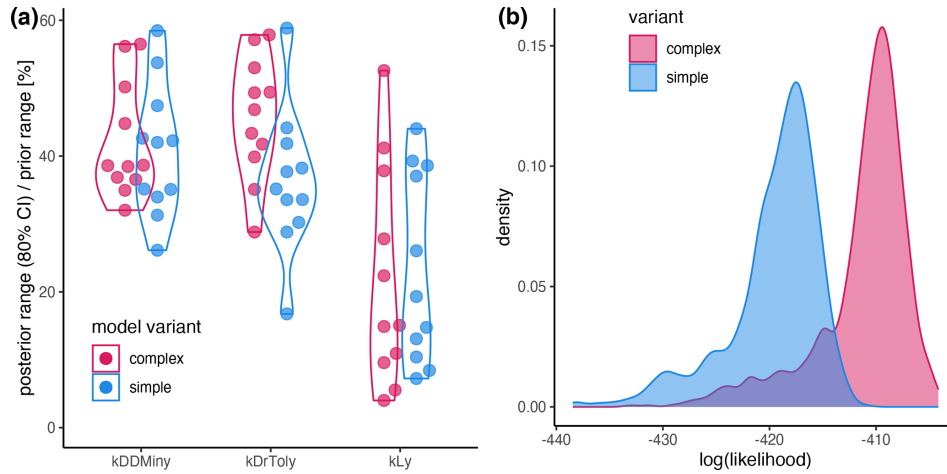 (a)
posterior range (80% CI) / prior range [%]
60
40
20
0
model variant
complex
simple
kDDMiny
kDrToly
kLy
(b)
variant
complex
simple
density
0.15
0.10
0.05
0.00
-440
-430
-420
-410
log(likelihood)